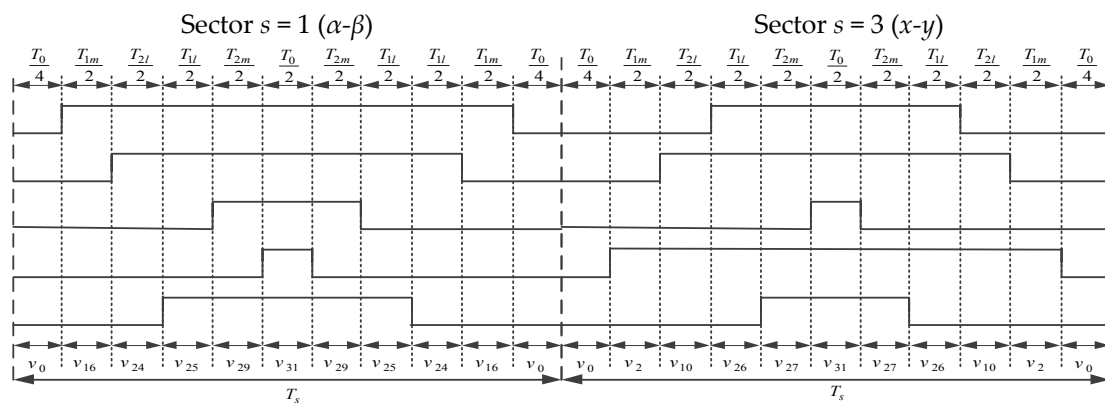 Sector s = 1 (α-β) Sector s = 3 (x-y)
T0/4 T1m/2 T2l/2 T1l/2 T2m/2 T0/2 T2m/2 T1l/2 T1l/2 T1m/2 T0/4 T0/4 T1m/2 T2l/2 T1l/2 T2m/2 T0/2 T2m/2 T1l/2 T2l/2 T1m/2 T0/4
v0 v16 v24 v25 v29 v31 v29 v25 v24 v16 v0 v0 v2 v10 v26 v27 v31 v27 v26 v10 v2 v0
Ts Ts